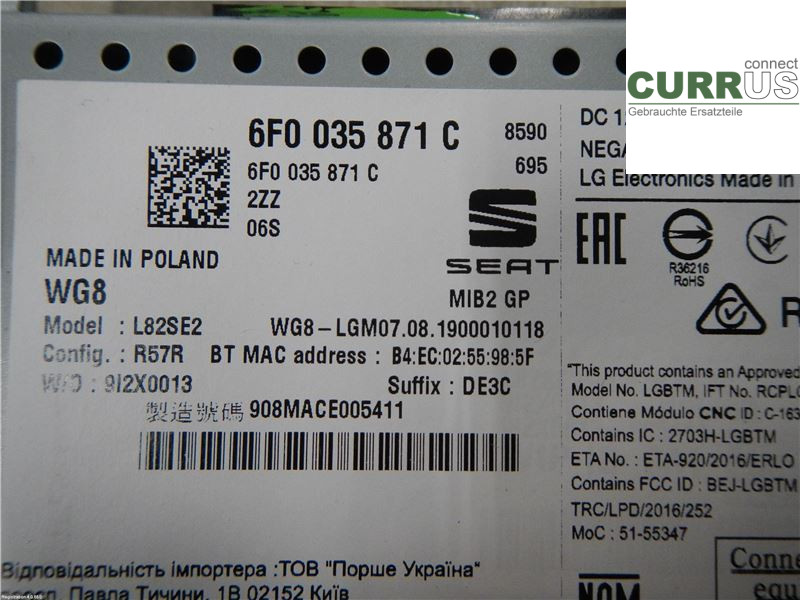 connect
CURRUS
Gebrauchte Ersatzteile
6F0 035 871 C 8590
6F0 035 871 C 695
2ZZ
06S
SEAT
MADE IN POLAND
WG8 MIB2 GP
Model : L82SE2 WG8-LGM07.08.1900010118
Config. : R57R BT MAC address : B4:EC:02:55:98:5F
W/O : 9I2X0013 Suffix : DE3C
製造號碼 908MACE005411
DC
LG Electronics Made in
EAC
R36216
RoHS
"This product contains an Approved
Model No. LGBTM, IFT No.
Contiene Módulo CNC ID : C-163
Contains IC : 2703H-LGBTM
ETA No. : ETA-920/2016/ERLO
Contains FCC ID : BEJ-LGBTM
TRC/LPD/2016/252
MoC : 51-55347
NOM
Відповідальність імпортера :ТОВ "Порше Україна"
Павла Тичини, 1В 02152 Київ